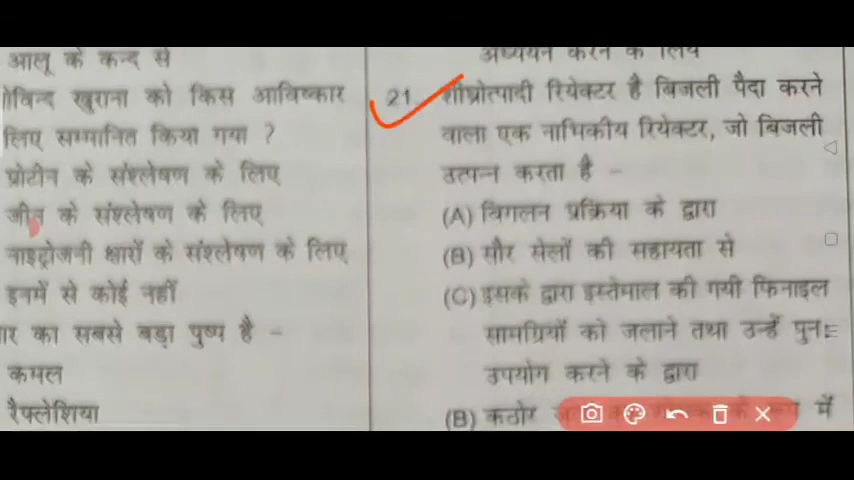 आलू के कन्द से
गोविन्द खुराना को किस आविष्कार
लिए सम्मानित किया गया ?
प्रोटीन के संश्लेषण के लिए
जीन के संश्लेषण के लिए
नाइट्रोजनी क्षारों के संश्लेषण के लिए
इनमें से कोई नहीं
का सबसे बड़ा पुष्प है -
कमल
रैफ्लेशिया
अध्ययन करने के लिये
21. शीघ्रोत्पादी रियेक्टर है बिजली पैदा करने
वाला एक नाभिकीय रियेक्टर, जो बिजली
उत्पन्न करता है -
(A) विगलन प्रक्रिया के द्वारा
(B) सौर सेलों की सहायता से
(C) इसके द्वारा इस्तेमाल की गयी फिनाइल
सामग्रियों को जलाने तथा उन्हें पुनः
उपयोग करने के द्वारा
(B) कठोर में